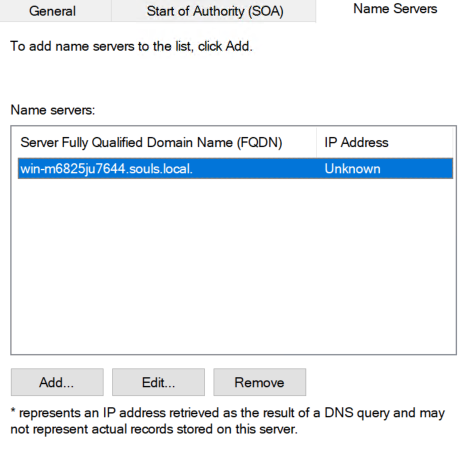 General Start of Authority (SOA) Name Servers
To add name servers to the list, click Add.
Name servers:
Server Fully Qualified Domain Name (FQDN) IP Address
win-m6825ju7644.souls.local. Unknown
Add... Edit... Remove
* represents an IP address retrieved as the result of a DNS query and may
not represent actual records stored on this server.